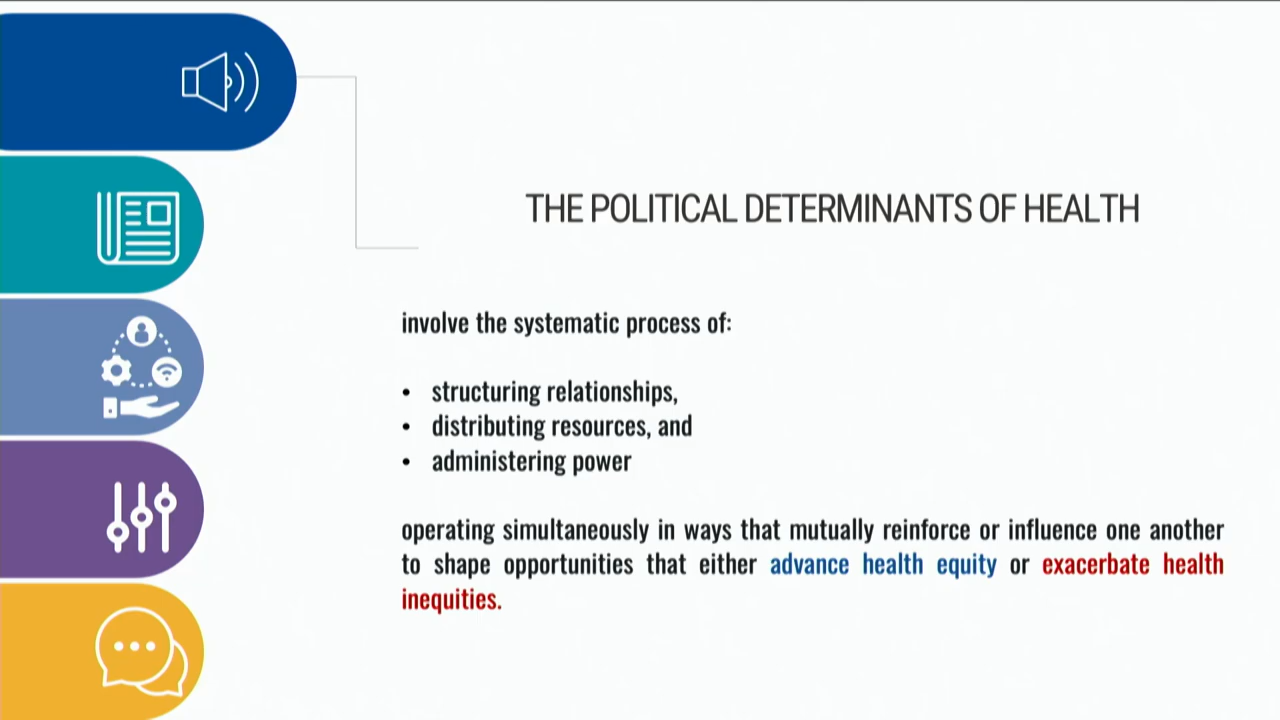 THE POLITICAL DETERMINANTS OF HEALTH
involve the systematic process of:
• structuring relationships,
• distributing resources, and
• administering power
operating simultaneously in ways that mutually reinforce or influence one another
to shape opportunities that either advance health equity or exacerbate health
inequities.